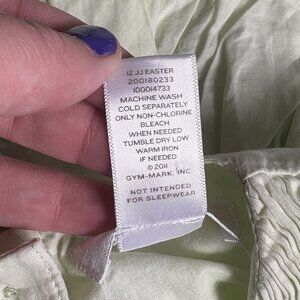 12 JJ EASTER
200180233
100014733
MACHINE WASH
COLD SEPARATELY
ONLY NON-CHLORINE
BLEACH
WHEN NEEDED
TUMBLE DRY LOW
WARM IRON
IF NEEDED
© 2011
GYM-MARK, INC.
NOT INTENDED
FOR SLEEPWEAR